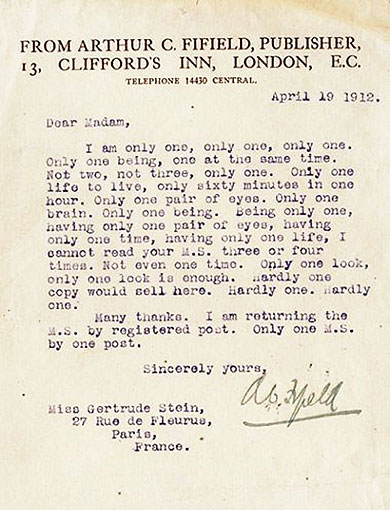 FROM ARTHUR C. FIFIELD, PUBLISHER,
13, CLIFFORD'S INN, LONDON, E.C.
TELEPHONE 14430 CENTRAL.
April 19 1912.
Dear Madam,
I am only one, only one, only one.
Only one being, one at the same time.
Not two, not three, only one. Only one
life to live, only sixty minutes in one
hour. Only one pair of eyes. Only one
brain. Only one being. Being only one,
having only one pair of eyes, having
only one time, having only one life, I
cannot read your M.S. three or four
times. Not even one time. Only one look,
only one look is enough. Hardly one
copy would sell here. Hardly one. Hardly
one.
Many thanks. I am returning the
M.S. by registered post. Only one M.S.
by one post.
Sincerely yours,
A.C. Fifield
Miss Gertrude Stein,
27 Rue de Fleurus,
Paris,
France.